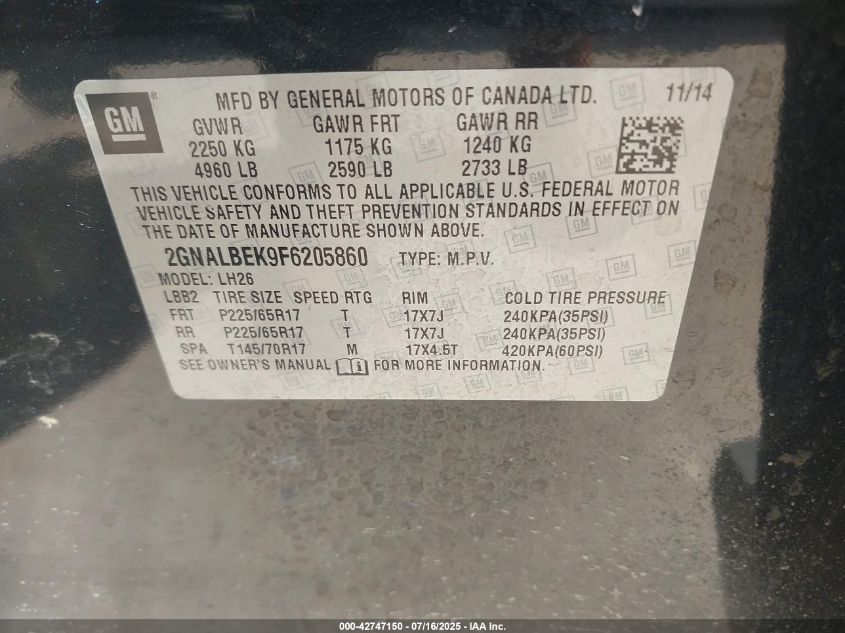 GM ® MFD BY GENERAL MOTORS OF CANADA LTD. 11/14
GVWR GAWR FRT GAWR RR
2250 KG 1175 KG 1240 KG
4960 LB 2590 LB 2733 LB
THIS VEHICLE CONFORMS TO ALL APPLICABLE U.S. FEDERAL MOTOR
VEHICLE SAFETY AND THEFT PREVENTION STANDARDS IN EFFECT ON
THE DATE OF MANUFACTURE SHOWN ABOVE.
2GNALBEK9F6205860 TYPE: M.P.V.
MODEL: LH26
LBB2 TIRE SIZE SPEED RTG RIM COLD TIRE PRESSURE
FRT P225/65R17 T 17X7J 240KPA(35PSI)
RR P225/65R17 T 17X7J 240KPA(35PSI)
SPA T145/70R17 M 17X4.5T 420KPA(60PSI)
SEE OWNER'S MANUAL FOR MORE INFORMATION.
000-42747150 - 07/16/2025 - IAA Inc.